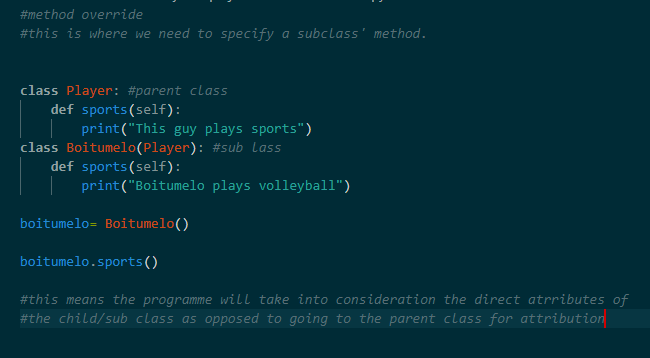 #method override
#this is where we need to specify a subclass' method.
class Player: #parent class
def sports(self):
print("This guy plays sports")
class Boitumelo(Player): #sub lass
def sports(self):
print("Boitumelo plays volleyball")
boitumelo= Boitumelo()
boitumelo.sports()
#this means the programme will take into consideration the direct atrributes of
#the child/sub class as opposed to going to the parent class for attribution